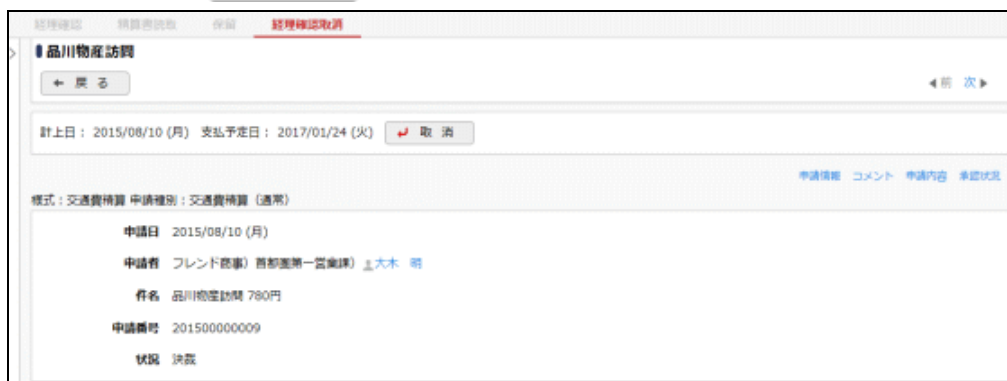 経理確認 精算書読取 保留 経理確認取消
品川物産訪問
← 戻 る
◀前 次▶
計上日： 2015/08/10 (月) 支払予定日： 2017/01/24 (火) 取 消
申請情報 コメント 申請内容 承認状況
様式：交通費精算 申請種別：交通費精算（通常）
申請日 2015/08/10 (月)
申請者 フレンド商事）首都圏第一営業課） 大木 明
件名 品川物産訪問 780円
申請番号 201500000009
状況 決裁